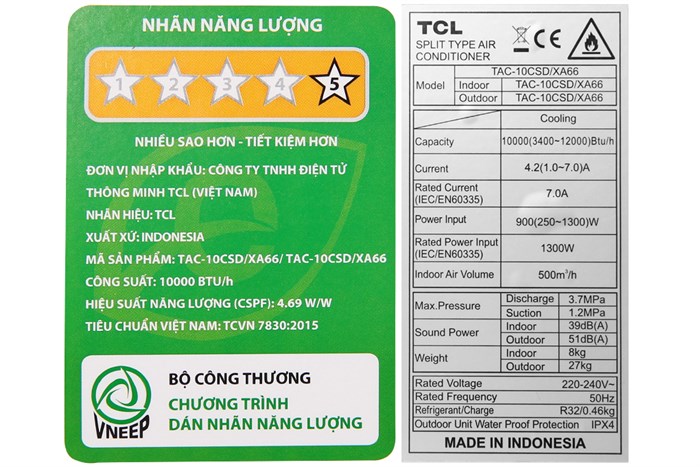 NHÃN NĂNG LƯỢNG
1 2 3 4 5
NHIỀU SAO HƠN - TIẾT KIỆM HƠN
ĐƠN VỊ NHẬP KHẨU: CÔNG TY TNHH ĐIỆN TỬ
THÔNG MINH TCL (VIỆT NAM)
NHÃN HIỆU: TCL
XUẤT XỨ: INDONESIA
MÃ SẢN PHẨM: TAC-10CSD/XA66/ TAC-10CSD/XA66
CÔNG SUẤT: 10000 BTU/h
HIỆU SUẤT NĂNG LƯỢNG (CSPF): 4.69 W/W
TIÊU CHUẨN VIỆT NAM: TCVN 7830:2015
VNEEP
BỘ CÔNG THƯƠNG
CHƯƠNG TRÌNH
DÁN NHÃN NĂNG LƯỢNG
TCL
SPLIT TYPE AIR
CONDITIONER
CE
Model TAC-10CSD/XA66
Indoor TAC-10CSD/XA66
Outdoor TAC-10CSD/XA66
Cooling
Capacity 10000(3400~12000)Btu/h
Current 4.2(1.0~7.0)A
Rated Current
(IEC/EN60335) 7.0A
Power Input 900(250~1300)W
Rated Power Input
(IEC/EN60335) 1300W
Indoor Air Volume 500m³/h
Max.Pressure Discharge 3.7MPa
Suction 1.2MPa
Sound Power Indoor 39dB(A)
Outdoor 51dB(A)
Weight Indoor 8kg
Outdoor 27kg
Rated Voltage 220-240V~
Rated Frequency 50Hz
Refrigerant/Charge R32/0.46kg
Outdoor Unit Water Proof Protection IPX4
MADE IN INDONESIA